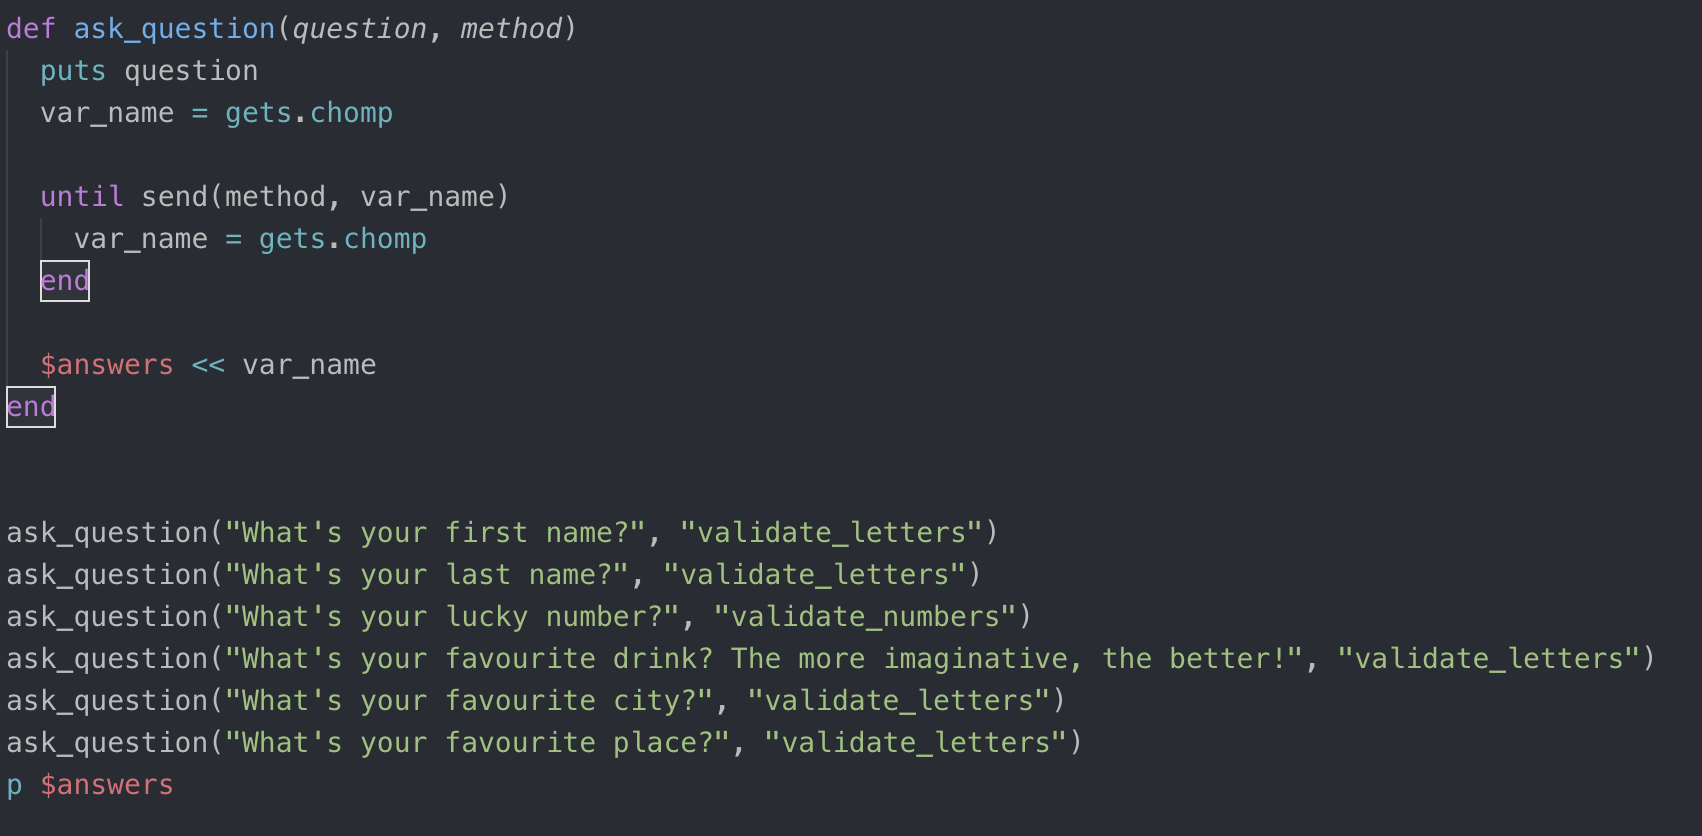 def ask_question(question, method)
  puts question
  var_name = gets.chomp

  until send(method, var_name)
    var_name = gets.chomp
  end

  $answers << var_name
end


ask_question("What's your first name?", "validate_letters")
ask_question("What's your last name?", "validate_letters")
ask_question("What's your lucky number?", "validate_numbers")
ask_question("What's your favourite drink? The more imaginative, the better!", "validate_letters")
ask_question("What's your favourite city?", "validate_letters")
ask_question("What's your favourite place?", "validate_letters")
p $answers